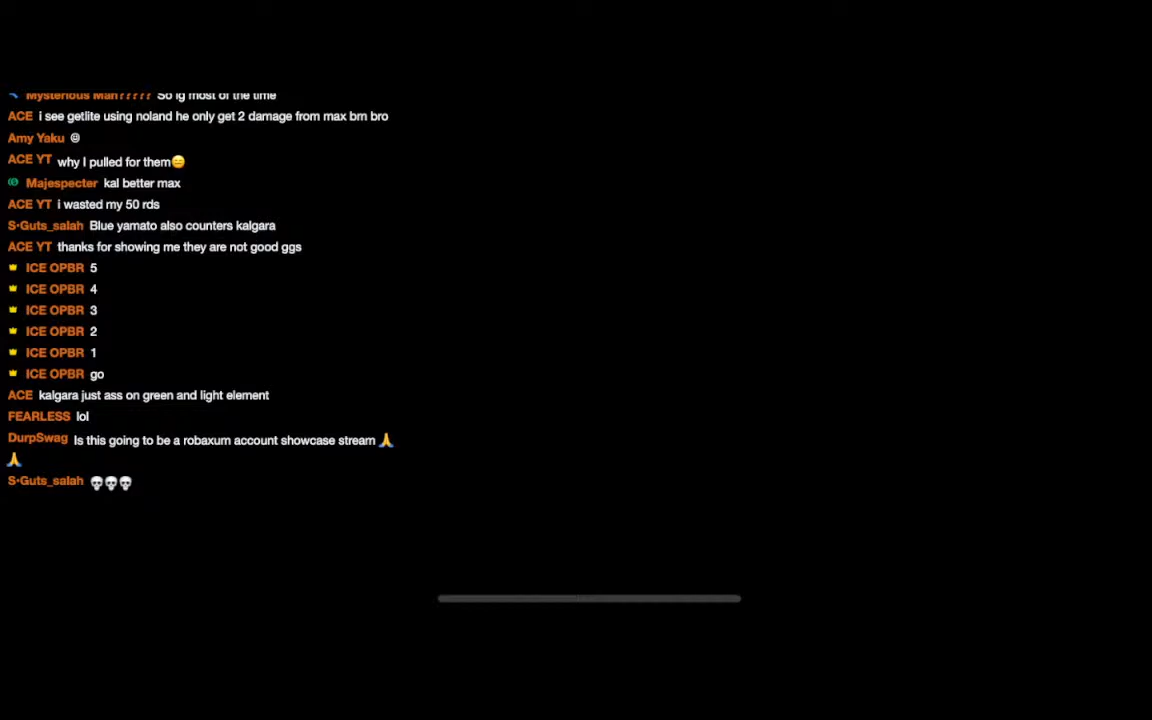 Mysterious Man????? So ig most of the time
ACE i see getlite using noland he only get 2 damage from max bm bro
Amy Yaku @
ACE YT why I pulled for them😑
Majespecter kal better max
ACE YT i wasted my 50 rds
S•Guts_salah Blue yamato also counters kalgara
ACE YT thanks for showing me they are not good ggs
ICE OPBR 5
ICE OPBR 4
ICE OPBR 3
ICE OPBR 2
ICE OPBR 1
ICE OPBR go
ACE kalgara just ass on green and light element
FEARLESS lol
DurpSwag Is this going to be a robaxum account showcase stream 🙏
🙏
S•Guts_salah 💀💀💀